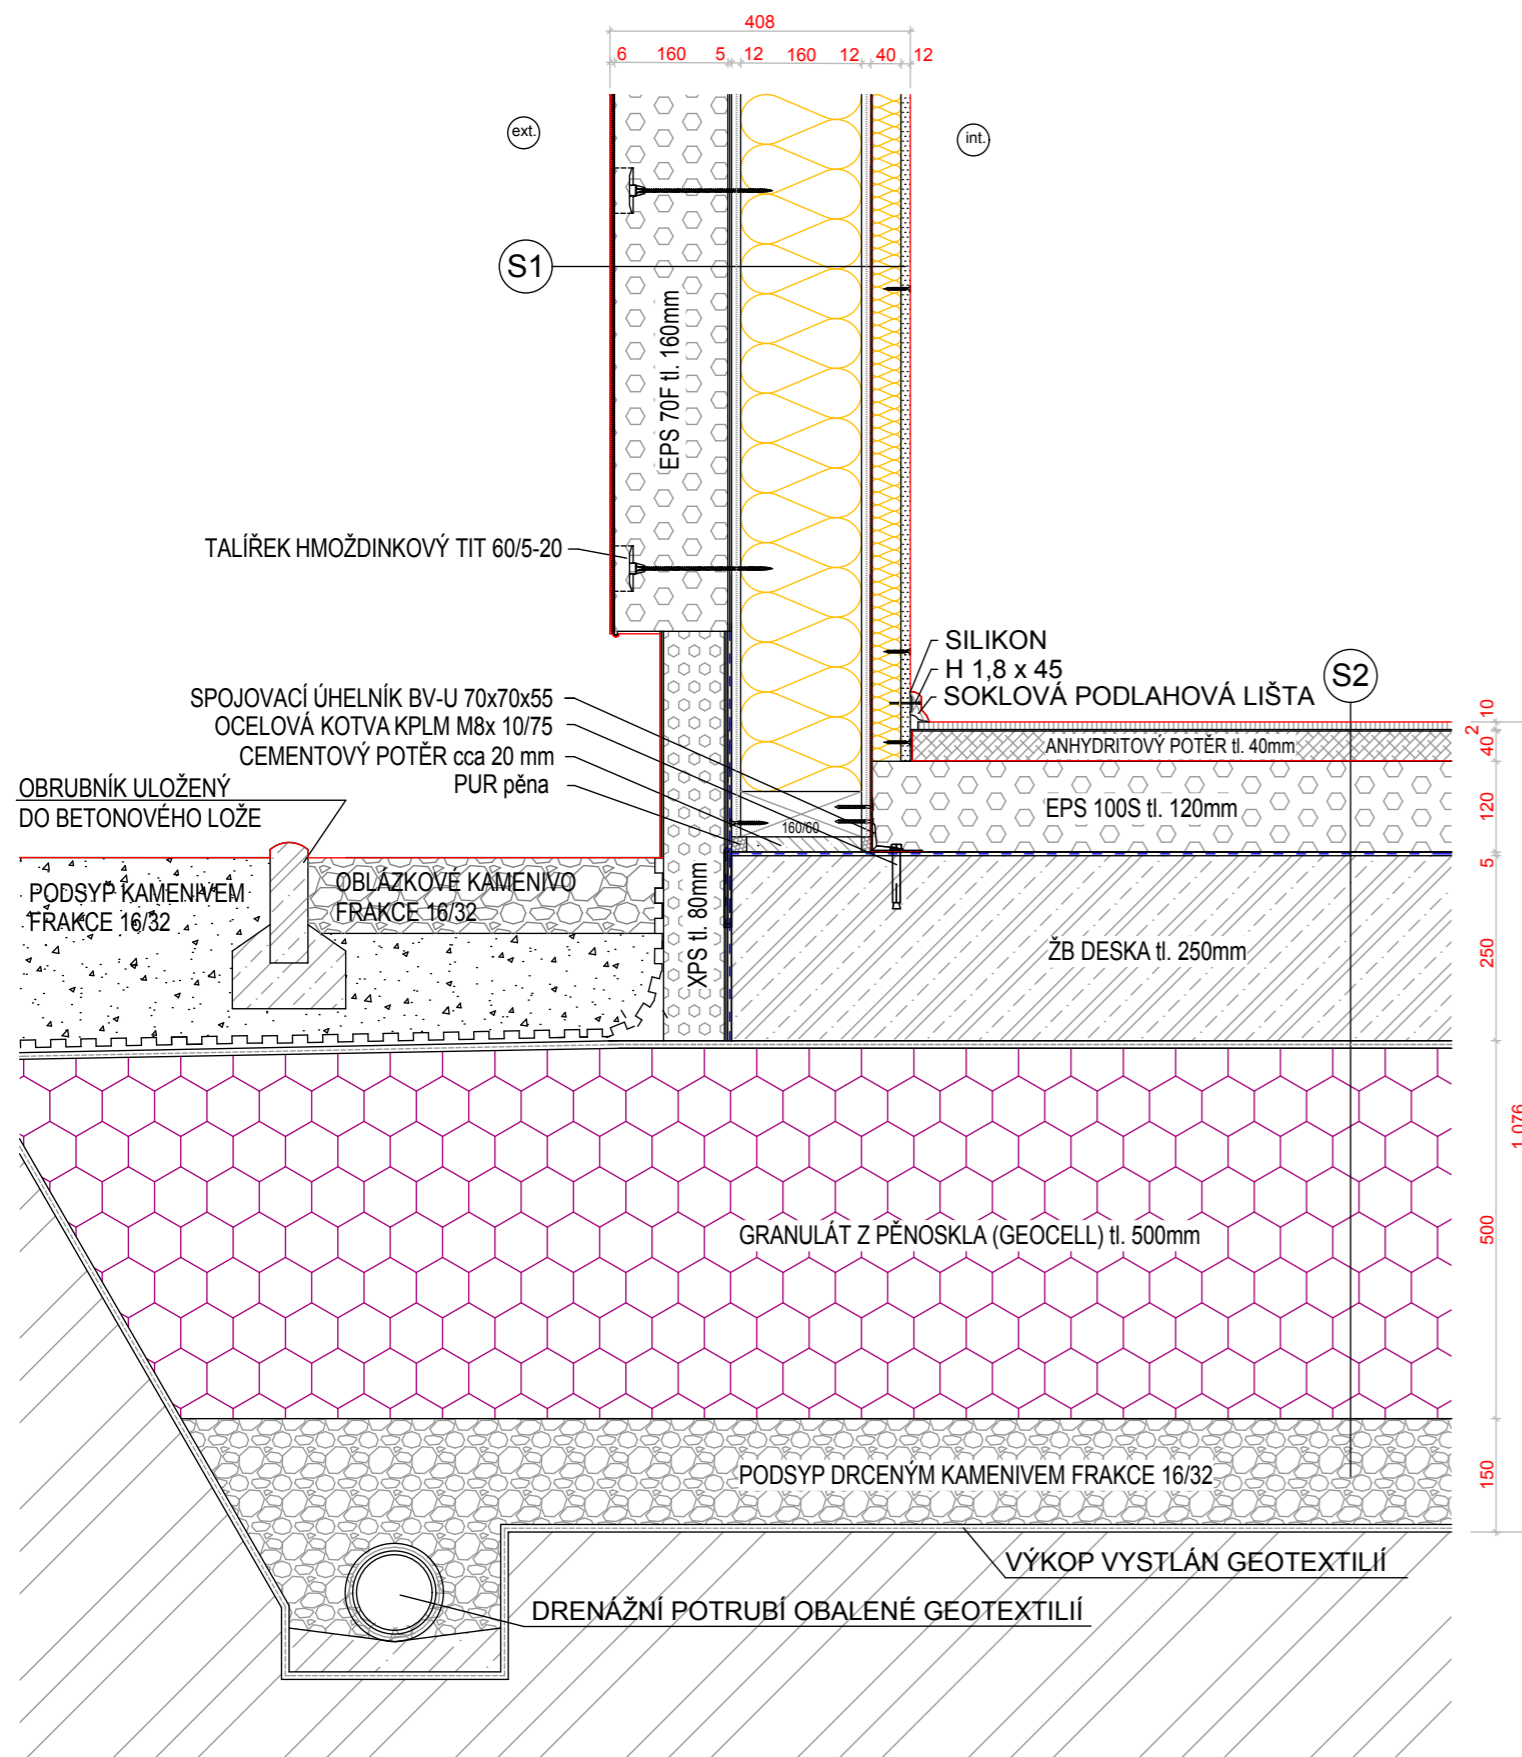 408
6 160 5 12 160 12 40 12
ext.
int.
S1
EPS 70F tl. 160mm
TALÍŘEK HMOŽDINKOVÝ TIT 60/5-20
SILIKON
H 1,8 x 45
SOKLOVÁ PODLAHOVÁ LIŠTA
S2
SPOJOVACÍ ÚHELNÍK BV-U 70x70x55
OCELOVÁ KOTVA KPLM M8x 10/75
CEMENTOVÝ POTĚR cca 20 mm
PUR pěna
OBRUBNÍK ULOŽENÝ
DO BETONOVÉHO LOŽE
10
2
40
ANHYDRITOVÝ POTĚR tl. 40mm
EPS 100S tl. 120mm
120
160/60
5
PODSYP KAMENIVEM
FRAKCE 16/32
OBLÁZKOVÉ KAMENIVO
FRAKCE 16/32
XPS tl. 80mm
ŽB DESKA tl. 250mm
250
1 076
GRANULÁT Z PĚNOSKLA (GEOCELL) tl. 500mm
500
PODSYP DRCENÝM KAMENIVEM FRAKCE 16/32
150
VÝKOP VYSTLÁN GEOTEXTILIÍ
DRENÁŽNÍ POTRUBÍ OBALENÉ GEOTEXTILIÍ